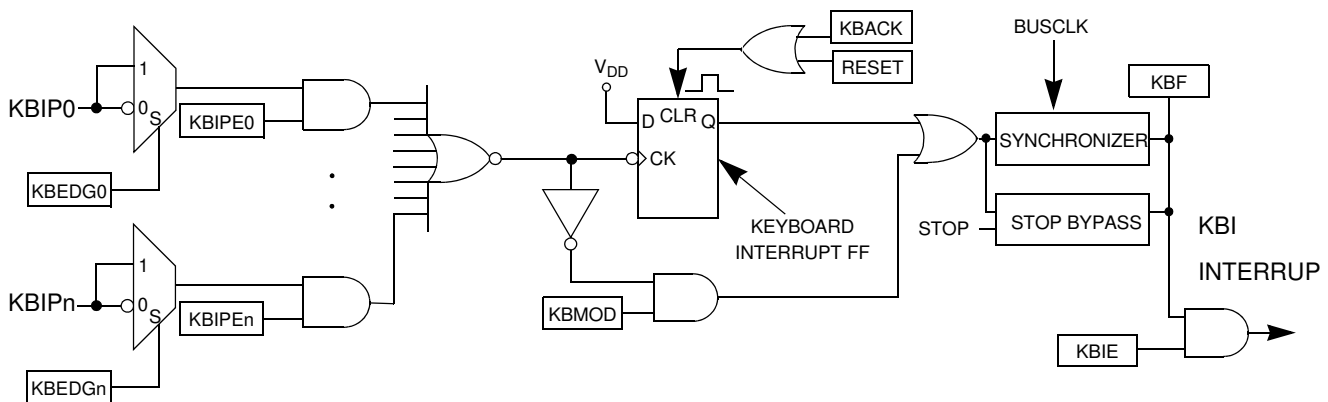 KBIP0
1
0
S
KBIPE0
KBEDG0
KBIPn
1
0
S
KBIPEn
KBEDGn
VDD
D CLR Q
CK
KBACK
RESET
KEYBOARD
INTERRUPT FF
KBMOD
BUSCLK
SYNCHRONIZER
STOP BYPASS
STOP
KBF
KBI
INTERRUP
KBIE